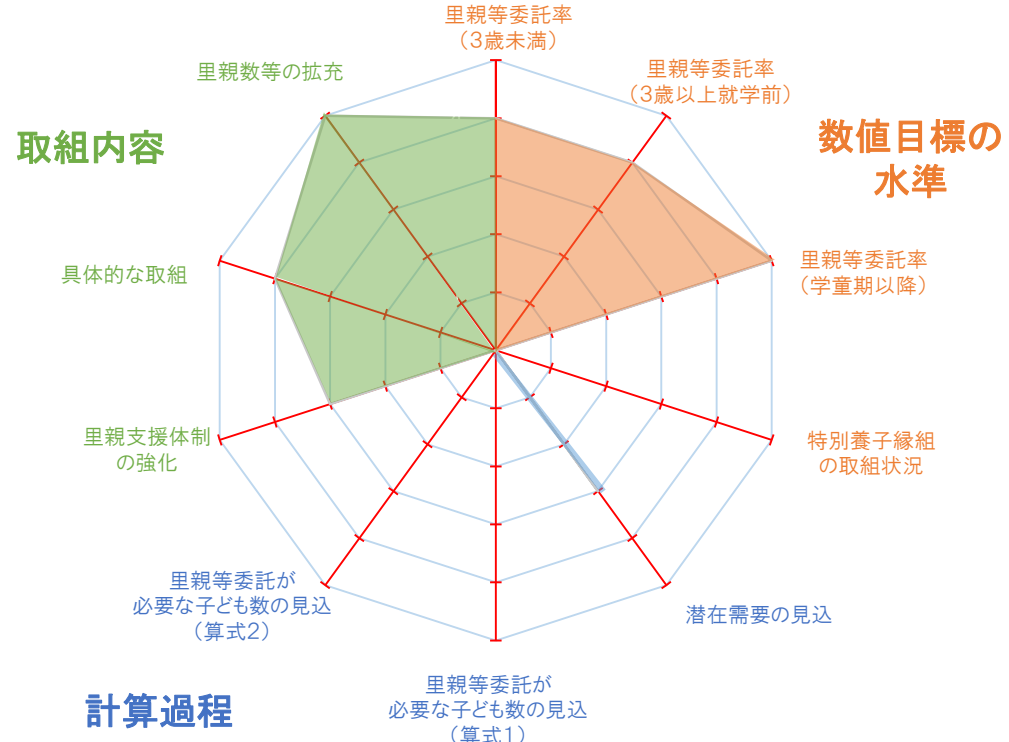 里親等委託率
（3歳未満）
里親等委託率
（3歳以上就学前）
里親数等の拡充
取組内容
数値目標の
水準
具体的な取組
里親等委託率
（学童期以降）
里親支援体制
の強化
特別養子縁組
の取組状況
里親等委託が
必要な子ども数の見込
（算式2）
潜在需要の見込
里親等委託が
必要な子ども数の見込
（算式1）
計算過程